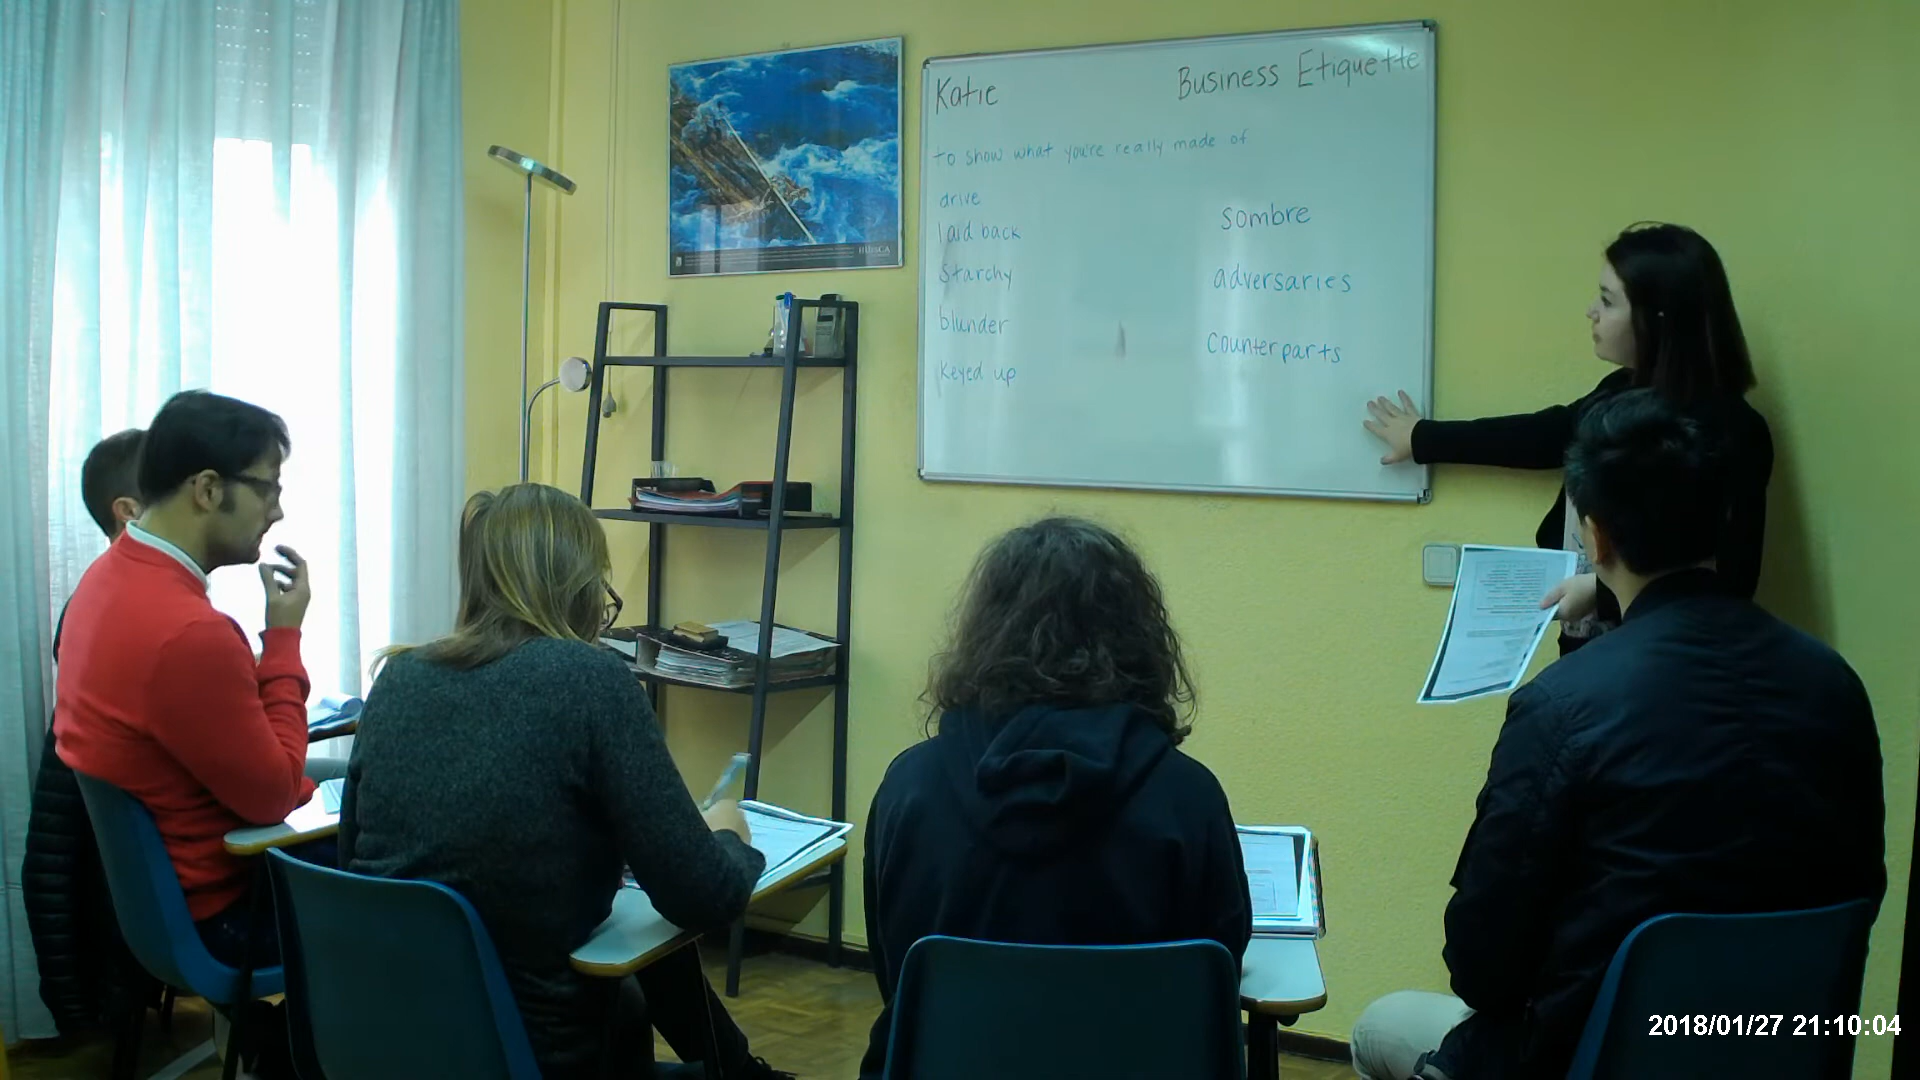 Katie
Business Etiquette
to show what you're really made of
drive
laid back
starchy
blunder
keyed up
sombre
adversaries
counterparts
HUESCA
2018/01/27 21:10:04